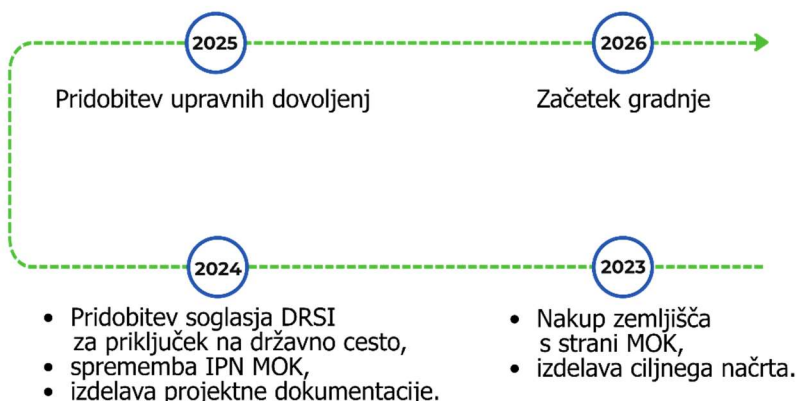 2025
2026
Pridobitev upravnih dovoljenj
Začetek gradnje
2024
2023
• Pridobitev soglasja DRSI
za priključek na državno cesto,
• sprememba IPN MOK,
• izdelava projektne dokumentacije.
• Nakup zemljišča
s strani MOK,
• izdelava ciljnega načrta.